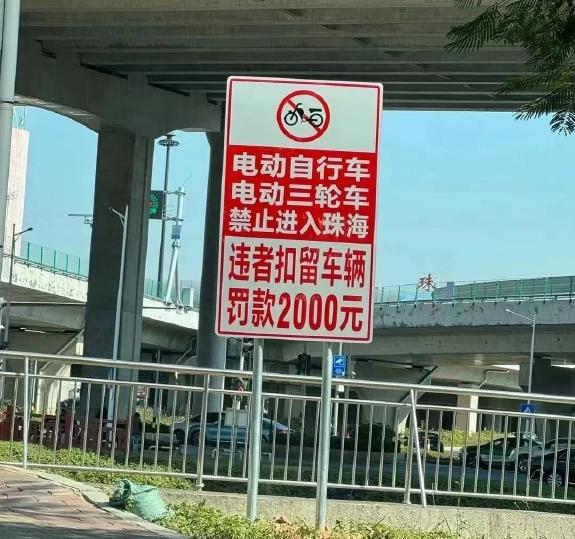 电动自行车
电动三轮车
禁止进入珠海
违者扣留车辆
罚款2000元
珠